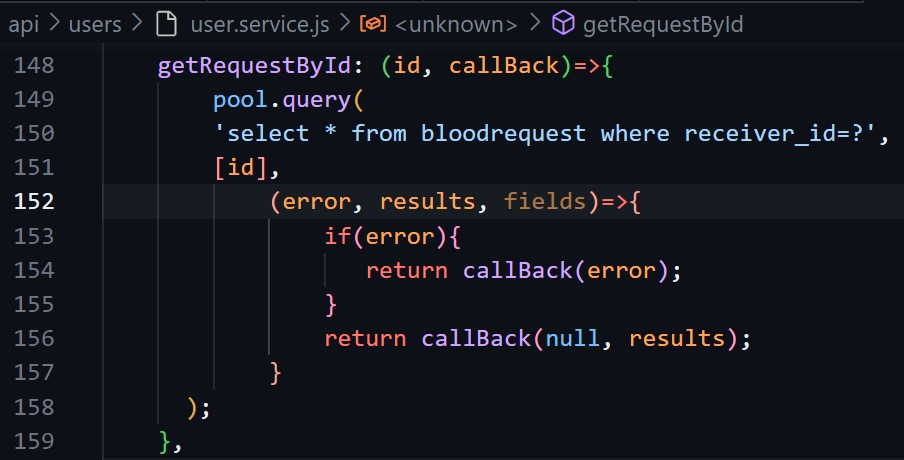 api > users > user.service.js > <unknown> > getRequestById
148 getRequestById: (id, callBack)=>{
149 pool.query(
150 'select * from bloodrequest where receiver_id=?',
151 [id],
152 (error, results, fields)=>{
153 if(error){
154 return callBack(error);
155 }
156 return callBack(null, results);
157 }
158 );
159 },